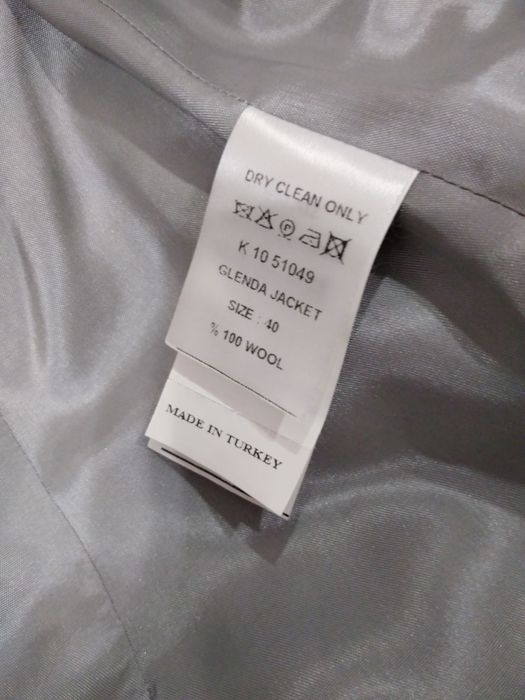 DRY CLEAN ONLY
P
K 10 51049
GLENDA JACKET
SIZE : 40
% 100 WOOL
MADE IN TURKEY